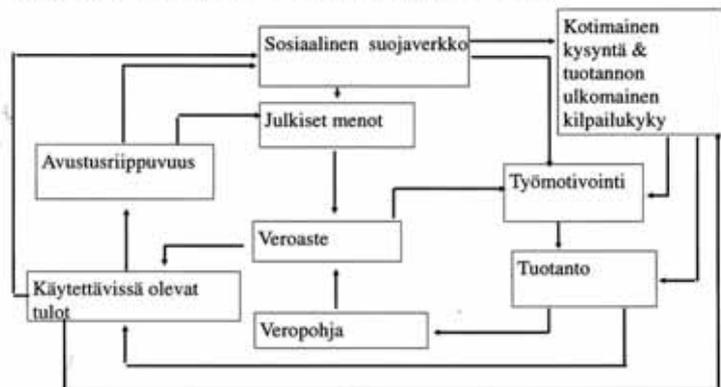 Sosiaalinen suojaverkko
Kotimainen
kysyntä &
tuotannon
ulkomainen
kilpailukyky
Julkiset menot
Avustusriippuvuus
Työmotivointi
Veroaste
Tuotanto
Käytettävissä olevat
tulot
Veropohja